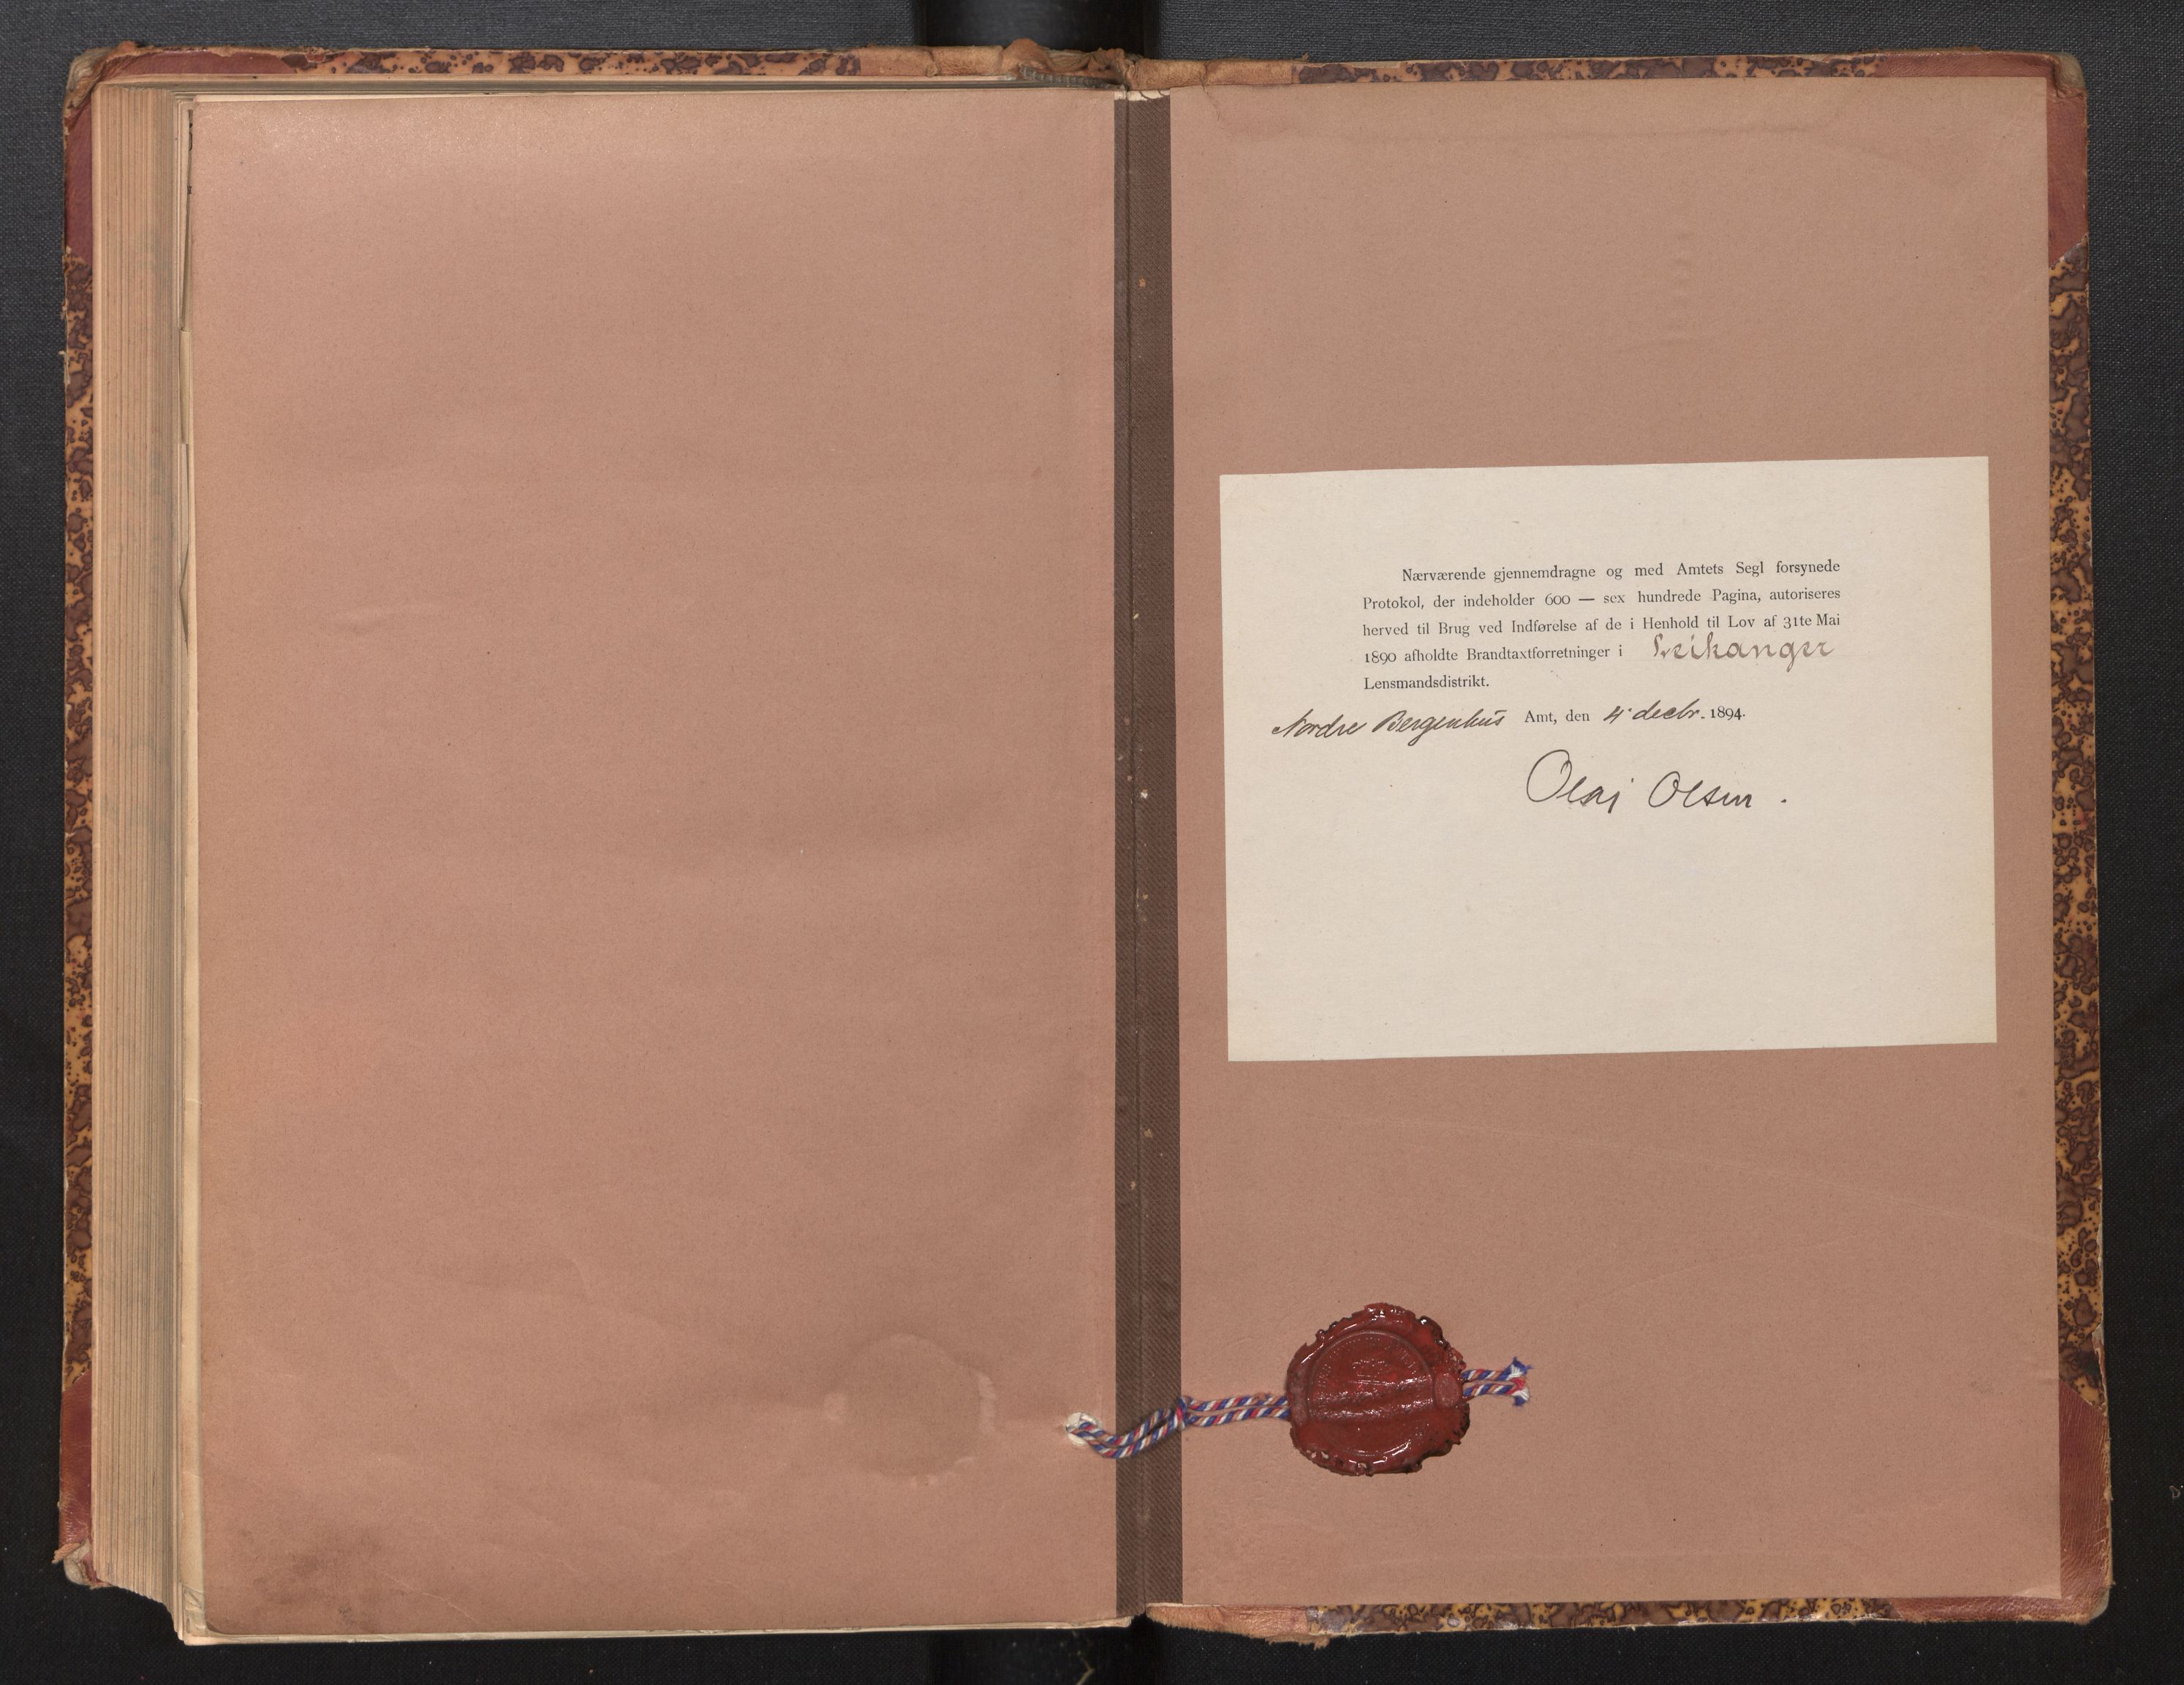 Nærværende gjennemdragne og med Amtets Segl forsynede
Protokol, der indeholder 600 — sex hundrede Pagina, autoriseres
herved til Brug ved Indførelse af de i Henhold til Lov af 31te Mai
1890 afholdte Brandtaxtforretninger i Leikanger
Lensmandsdistrikt.
Nordre Bergenhus Amt, den 4' decbr. 1894.
Olsen.